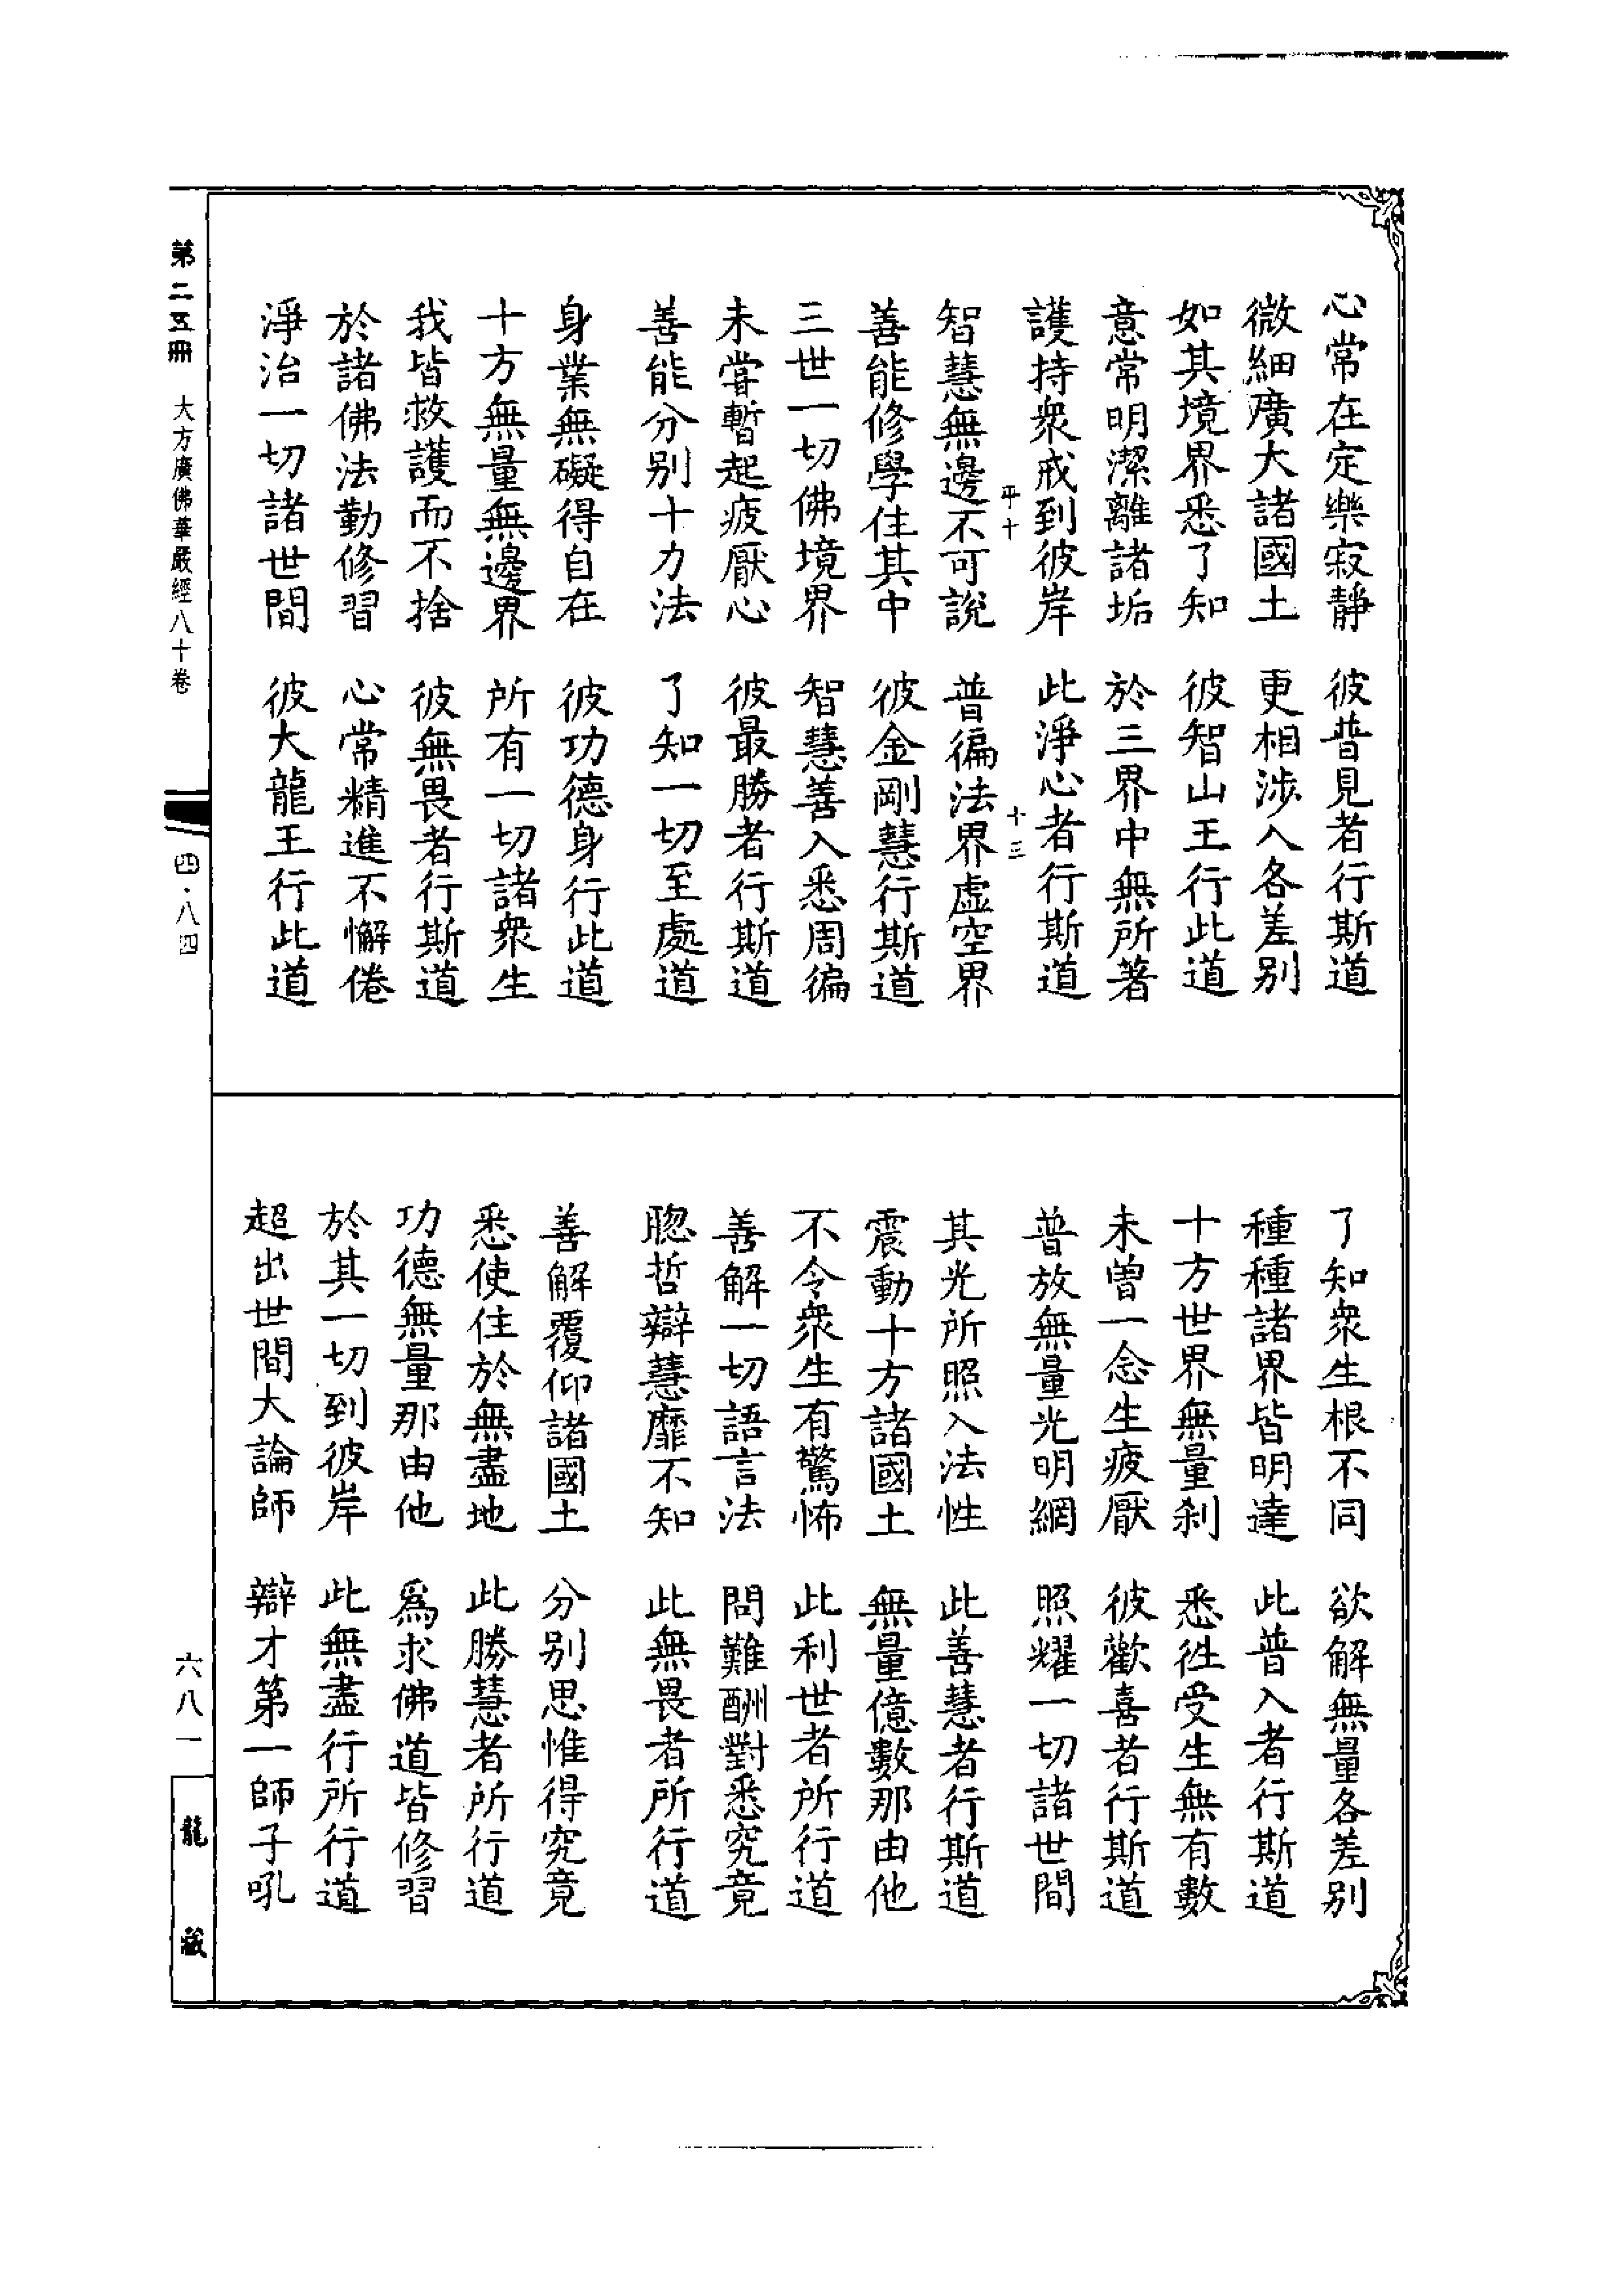 心常在定樂寂靜　彼普見者行斯道
微細廣大諸國土　更相涉入各差别
如其境界悉了知　彼智山王行此道
意常明潔離諸垢　於三界中無所著
護持衆戒到彼岸　此淨心者行斯道
平十　十三
智慧無邊不可說　普徧法界虛空界
善能修學住其中　彼金剛慧行斯道
三世一切佛境界　智慧善入悉周徧
未甞暫起疲厭心　彼最勝者行斯道
善能分别十力法　了知一切至處道
身業無礙得自在　彼功德身行此道
十方無量無邊界　所有一切諸衆生
我皆救護而不捨　彼無畏者行斯道
於諸佛法勤修習　心常精進不懈倦
淨治一切諸世間　彼大龍王行此道
了知衆生根不同　欲解無量各差别
種種諸界皆明達　此普入者行斯道
十方世界無量刹　悉徃受生無有數
未曾一念生疲厭　彼歡喜者行斯道
普放無量光明網　照耀一切諸世間
其光所照入法性　此善慧者行斯道
震動十方諸國土　無量億數那由他
不令衆生有驚怖　此利世者所行道
善解一切語言法　問難酬對悉究竟
聦哲辯慧靡不知　此無畏者所行道
善解覆仰諸國土　分别思惟得究竟
悉使住於無盡地　此勝慧者所行道
功德無量那由他　爲求佛道皆修習
於其一切到彼岸　此無盡行所行道
超出世間大論師　辯才第一師子吼
第二五冊　大方廣佛華嚴經八十卷　四·八四　六八一　龍藏